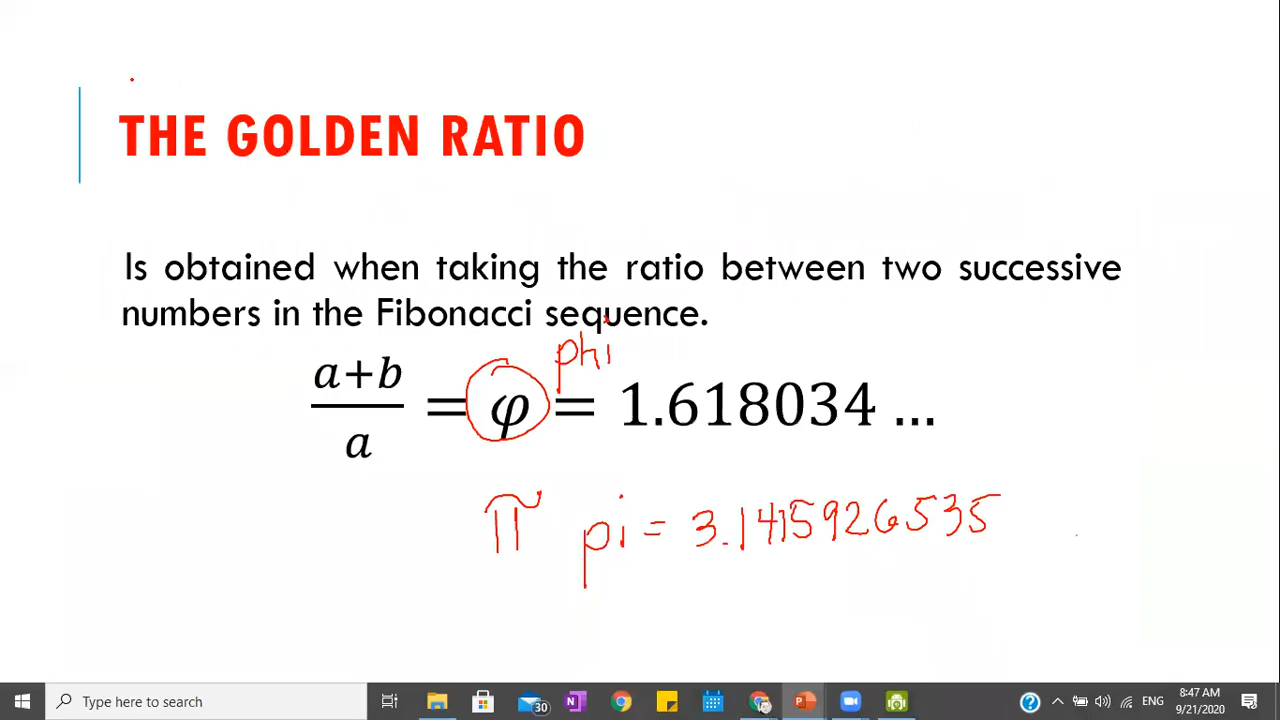 THE GOLDEN RATIO
Is obtained when taking the ratio between two successive
numbers in the Fibonacci sequence.
phi
a+b
— = φ = 1.618034 ...
a
π pi = 3.1415926535
Type here to search
30
ENG
8:47 AM
9/21/2020